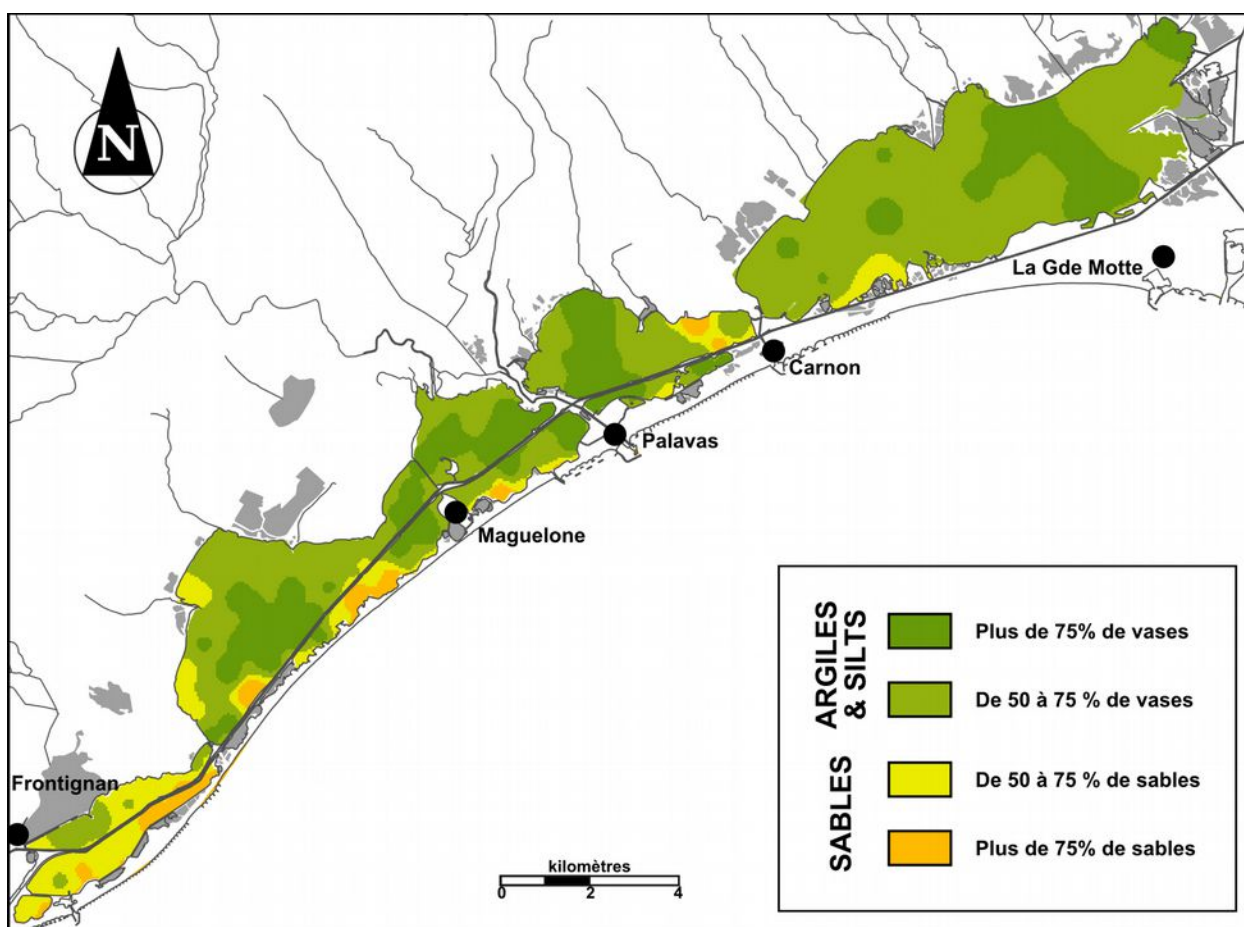 N
La Gde Motte
Carnon
Palavas
Maguelone
Frontignan
kilomètres
0 2 4
ARGILES
& SILTS
Plus de 75% de vases
De 50 à 75 % de vases
SABLES
De 50 à 75 % de sables
Plus de 75% de sables